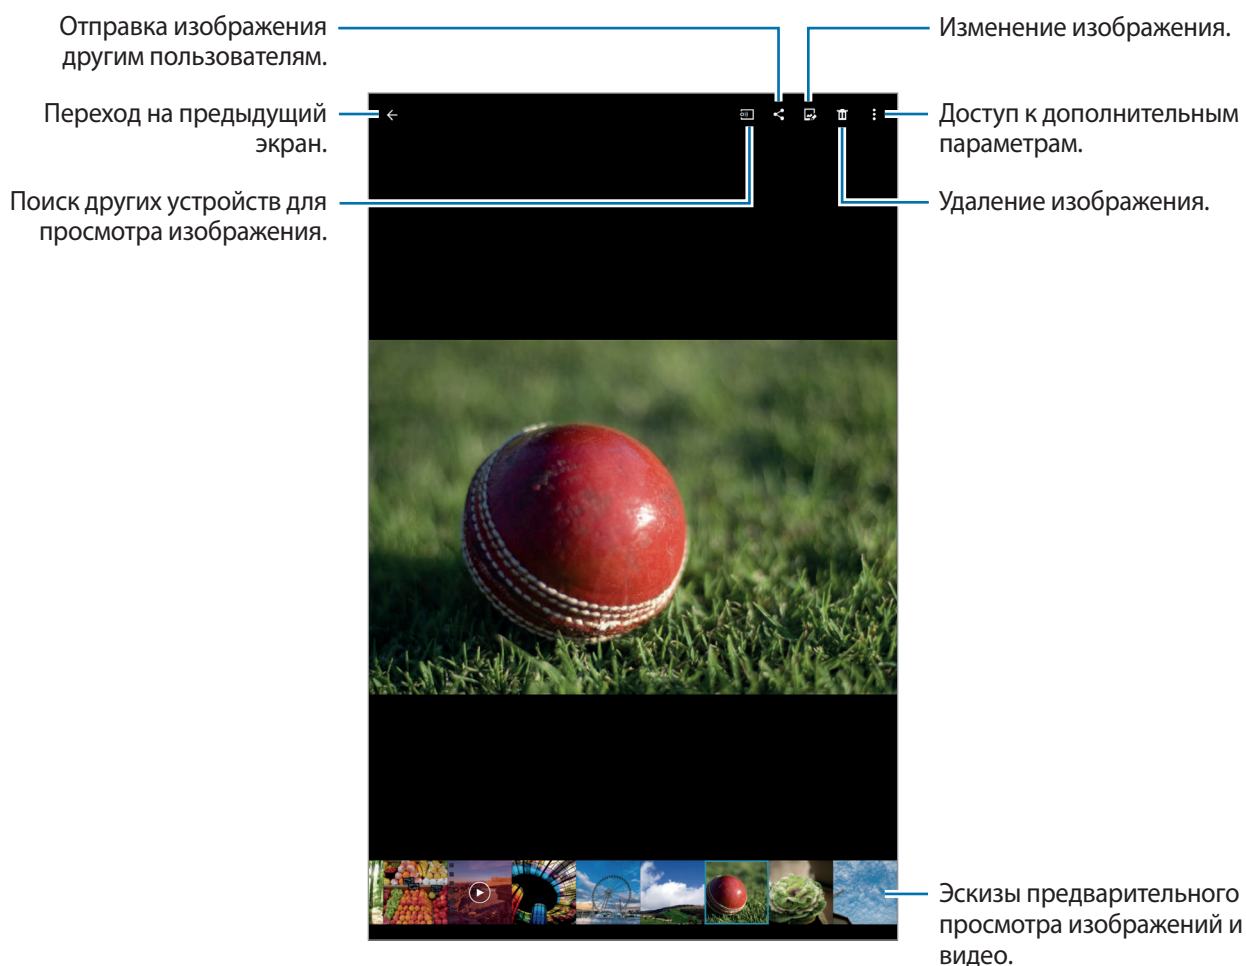 Отправка изображения
другим пользователям.
Изменение изображения.
Переход на предыдущий
экран.
Доступ к дополнительным
параметрам.
Поиск других устройств для
просмотра изображения.
Удаление изображения.
Эскизы предварительного
просмотра изображений и
видео.